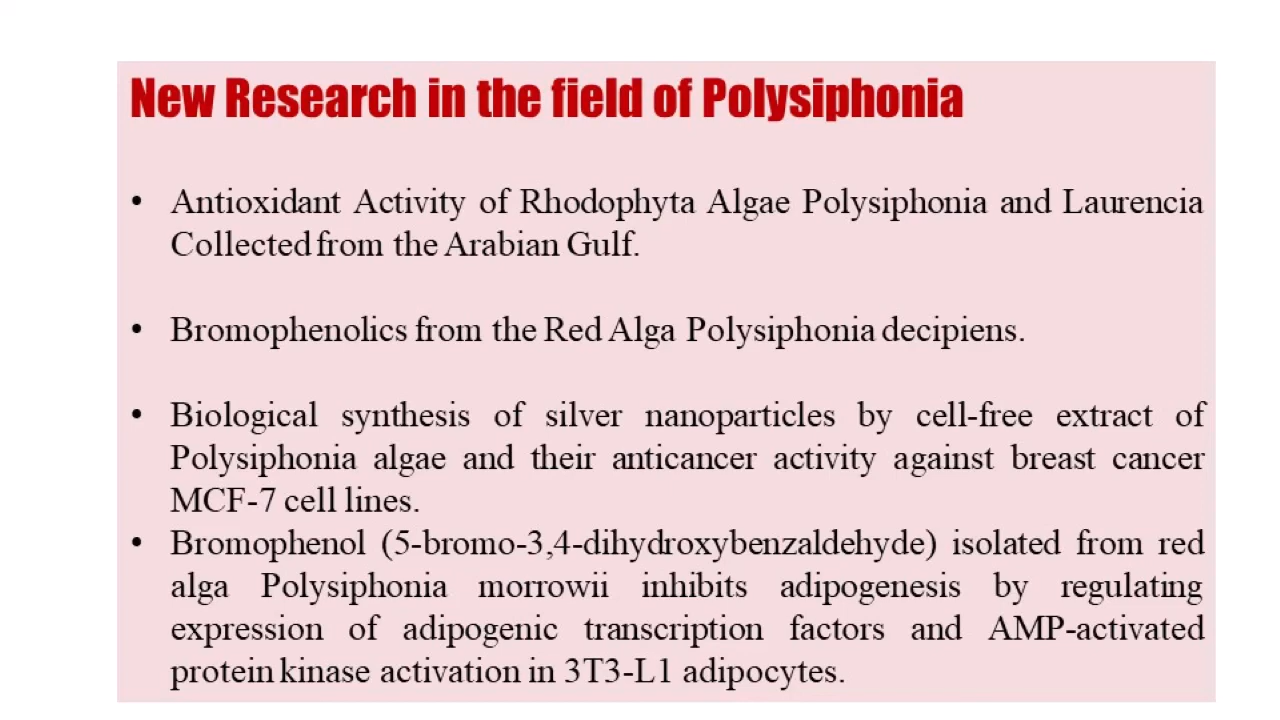 New Research in the field of Polysiphonia
• Antioxidant Activity of Rhodophyta Algae Polysiphonia and Laurencia
Collected from the Arabian Gulf.
• Bromophenolics from the Red Alga Polysiphonia decipiens.
• Biological synthesis of silver nanoparticles by cell-free extract of
Polysiphonia algae and their anticancer activity against breast cancer
MCF-7 cell lines.
• Bromophenol (5-bromo-3,4-dihydroxybenzaldehyde) isolated from red
alga Polysiphonia morrowii inhibits adipogenesis by regulating
expression of adipogenic transcription factors and AMP-activated
protein kinase activation in 3T3-L1 adipocytes.